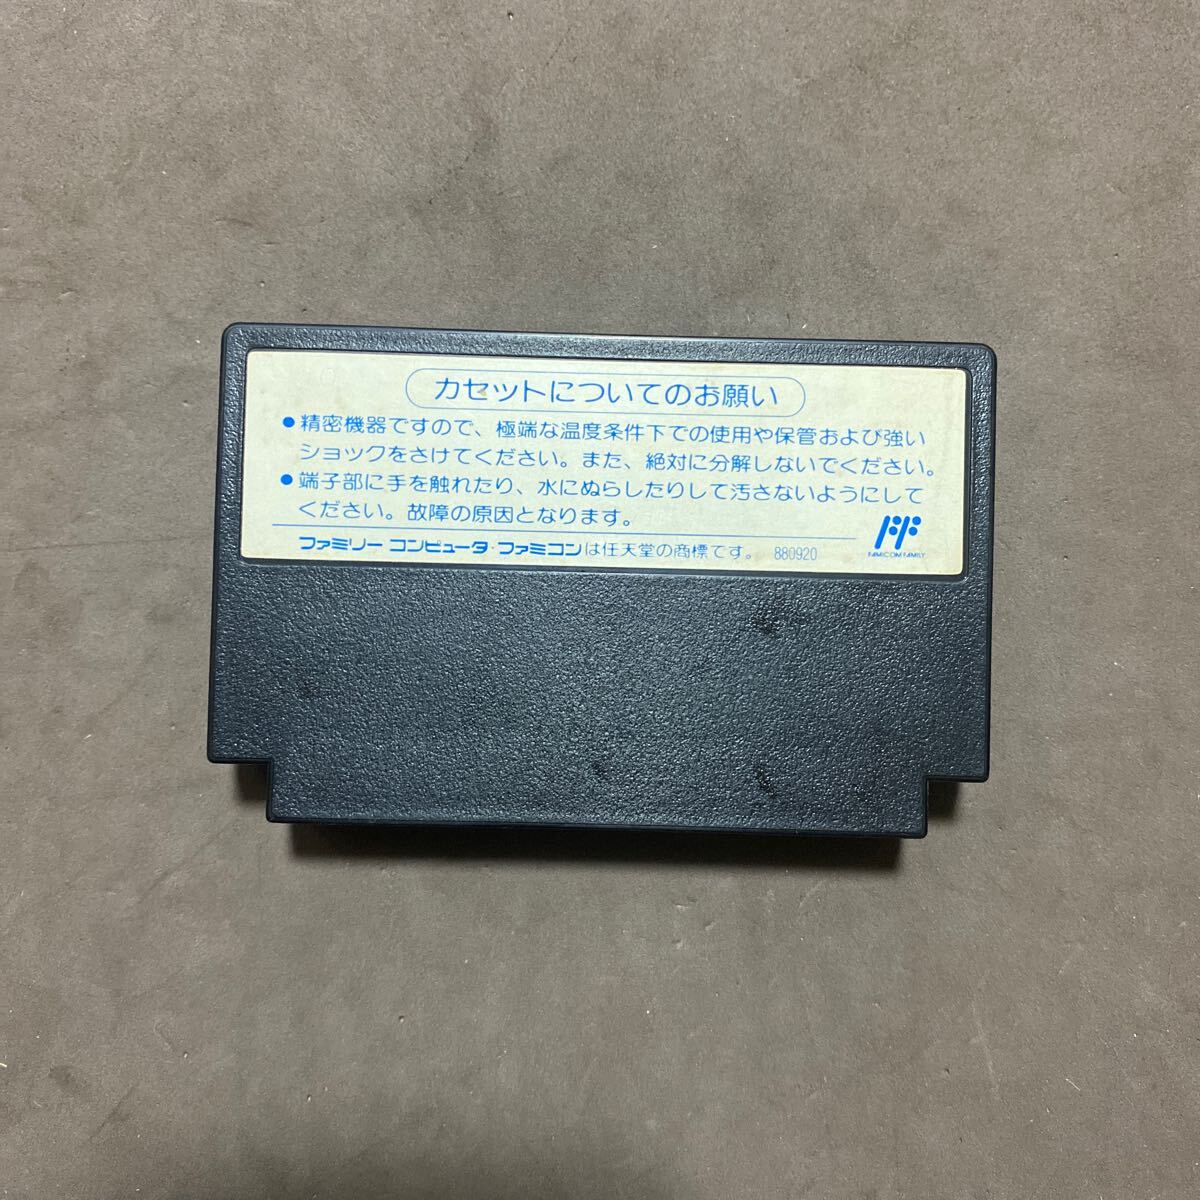 カセットについてのお願い
●精密機器ですので、極端な温度条件下での使用や保管および強い
ショックをさけてください。また、絶対に分解しないでください。
●端子部に手を触れたり、水にぬらしたりして汚さないようにして
ください。故障の原因となります。
ファミリー コンピュータ・ファミコンは任天堂の商標です。 880920
FF
FAMICOM FAMILY